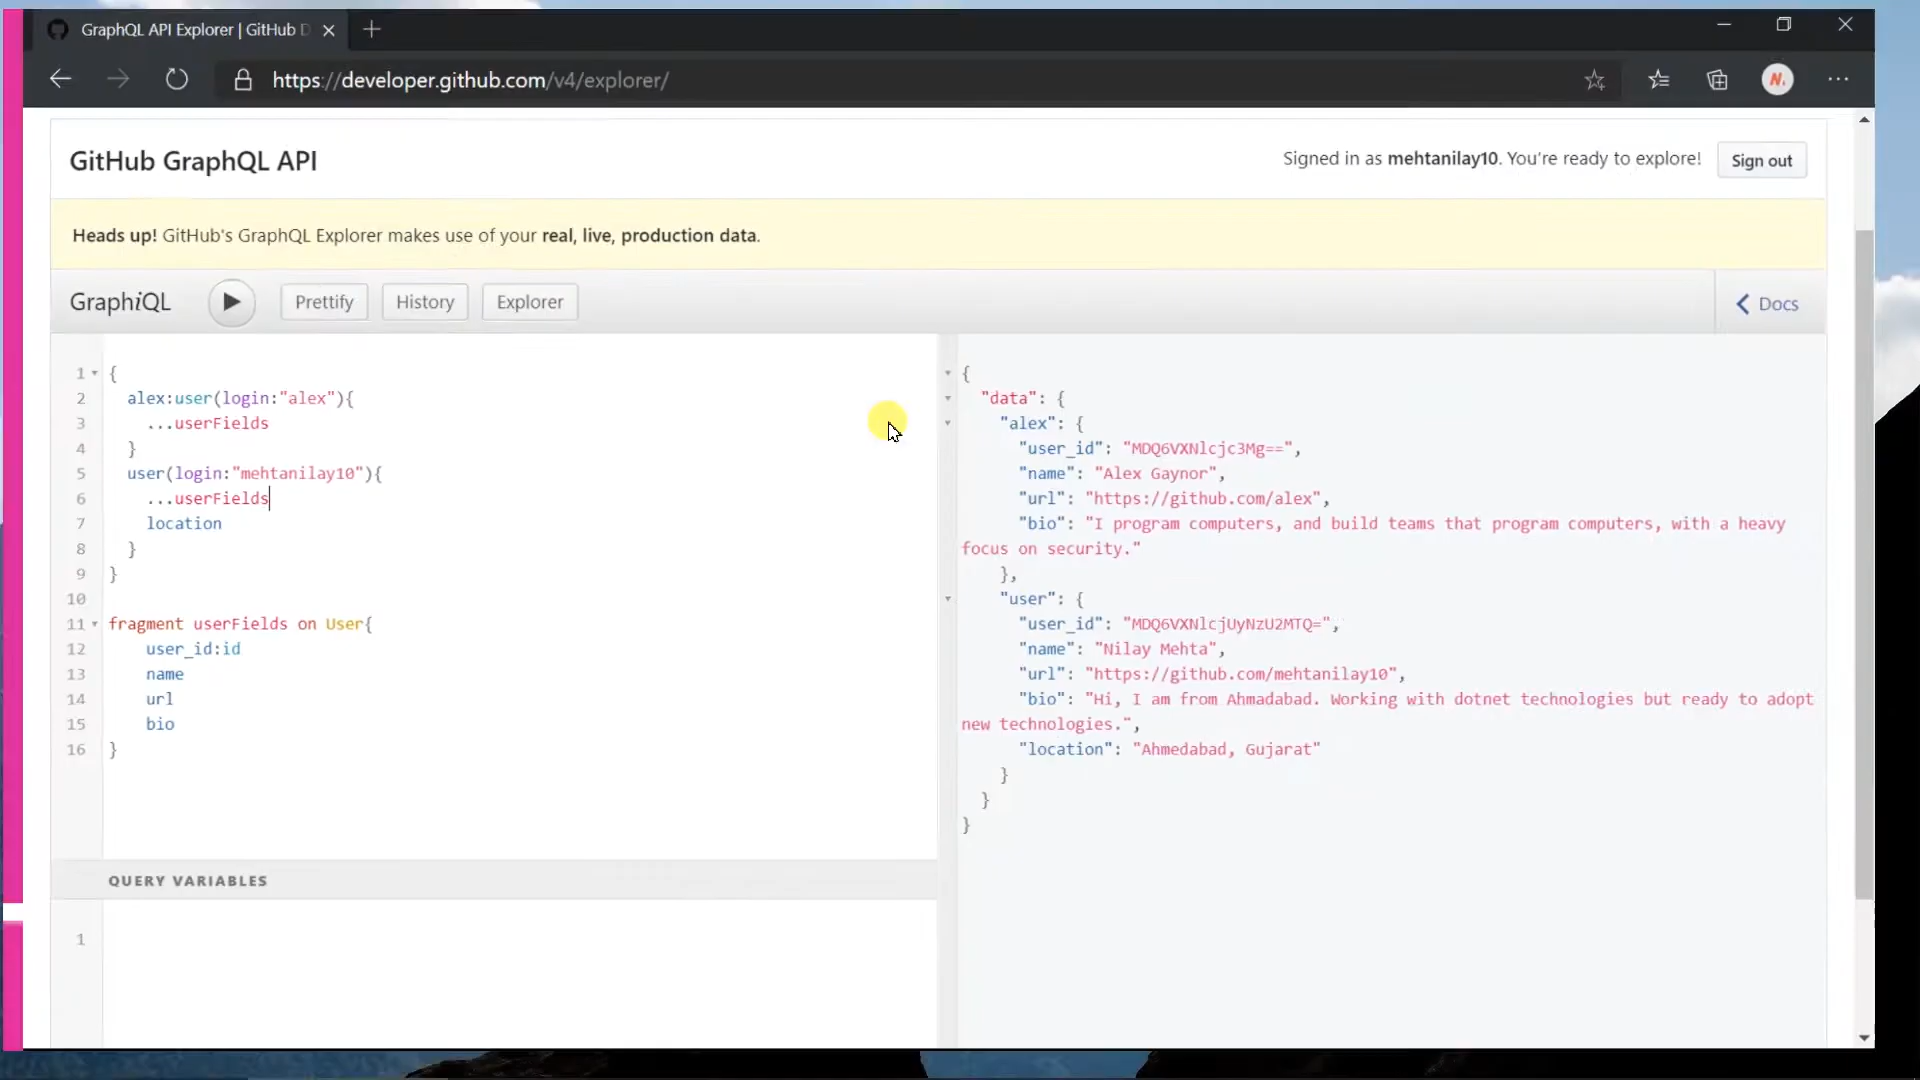 GraphQL API Explorer | GitHub D
https://developer.github.com/v4/explorer/
N.
GitHub GraphQL API
Signed in as mehtanilay10. You're ready to explore!
Sign out
Heads up! GitHub's GraphQL Explorer makes use of your real, live, production data.
GraphiQL
Prettify
History
Explorer
Docs
1 {
2 alex:user(login:"alex"){
3 ...userFields
4 }
5 user(login:"mehtanilay10"){
6 ...userFields
7 location
8 }
9 }
10
11 fragment userFields on User{
12 user_id:id
13 name
14 url
15 bio
16 }
QUERY VARIABLES
1
{
"data": {
"alex": {
"user_id": "MDQ6VXNlcjc3Mg==",
"name": "Alex Gaynor",
"url": "https://github.com/alex",
"bio": "I program computers, and build teams that program computers, with a heavy
focus on security."
},
"user": {
"user_id": "MDQ6VXNlcjUyNzU2MTQ=",
"name": "Nilay Mehta",
"url": "https://github.com/mehtanilay10",
"bio": "Hi, I am from Ahmadabad. Working with dotnet technologies but ready to adopt
new technologies.",
"location": "Ahmedabad, Gujarat"
}
}
}